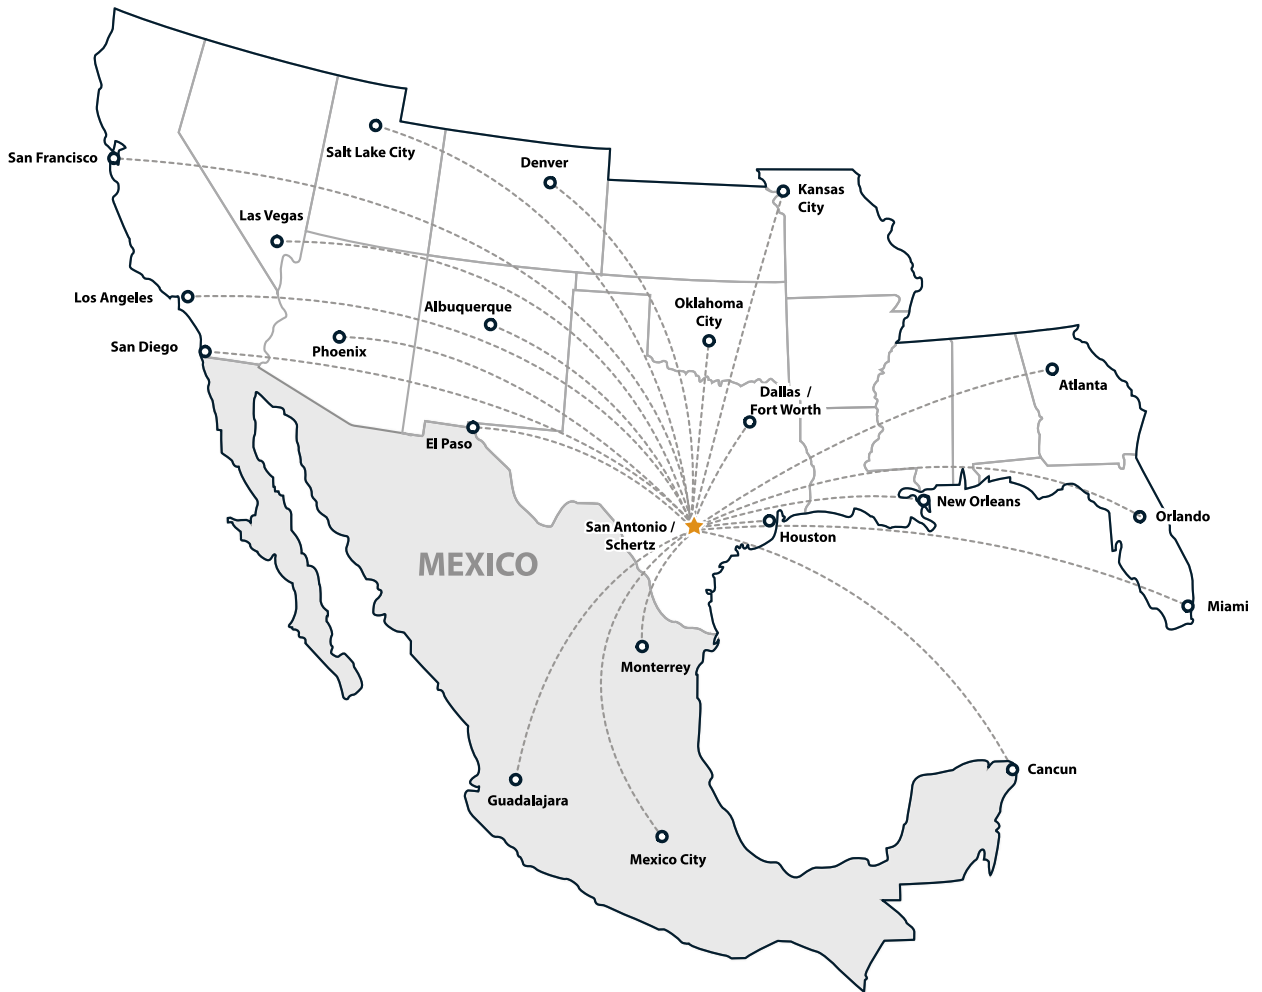 San Francisco
Salt Lake City
Denver
Kansas
City
Las Vegas
Los Angeles
Albuquerque
Oklahoma
City
San Diego
Phoenix
Dallas /
Fort Worth
Atlanta
El Paso
New Orleans
Orlando
San Antonio /
Schertz
Houston
MEXICO
Miami
Monterrey
Cancun
Guadalajara
Mexico City